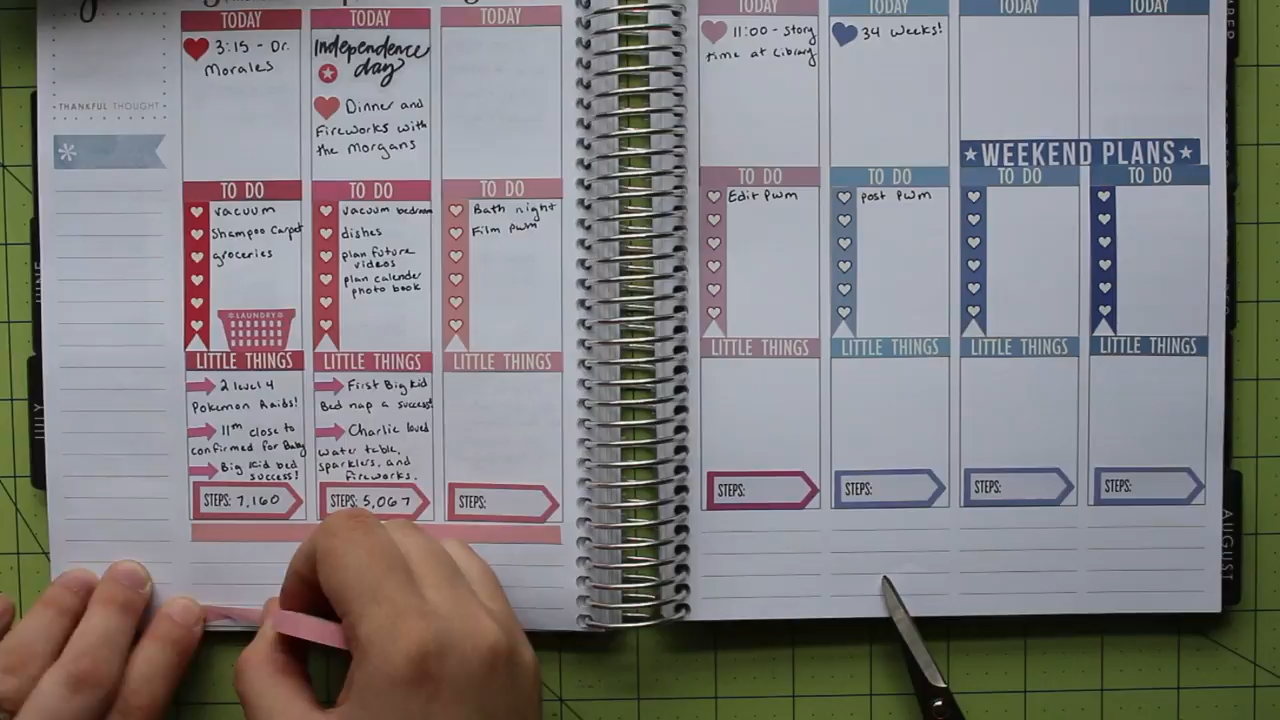 TODAY
TODAY
TODAY
TODAY
TODAY
TODAY
TODAY
3:15 - Dr.
Morales
Independence
day
Dinner and
Fireworks with
the Morgans
11:00 - Story
time at Library
34 weeks!
THANKFUL THOUGHT
WEEKEND PLANS
TO DO
TO DO
TO DO
TO DO
TO DO
TO DO
TO DO
vacuum
Shampoo Carpet
groceries
LAUNDRY
vacuum bedroom
dishes
plan future
videos
plan calender
photo book
Bath night
Film PWM
Edit PWM
post PWM
LITTLE THINGS
LITTLE THINGS
LITTLE THINGS
LITTLE THINGS
LITTLE THINGS
LITTLE THINGS
LITTLE THINGS
2 level 4
Pokemon Raids!
11th close to
confirmed for Baby
Big Kid bed
success!
First Big Kid
Bed nap a success!
Charlie loved
water table,
sparklers, and
fireworks.
STEPS: 7,160
STEPS: 5,067
STEPS:
STEPS:
STEPS:
STEPS:
STEPS:
JULY
AUGUST